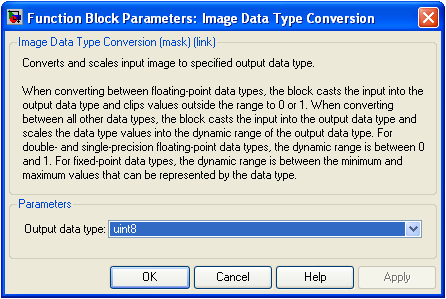 Function Block Parameters: Image Data Type Conversion
Image Data Type Conversion (mask) (link)
Converts and scales input image to specified output data type.
When converting between floating-point data types, the block casts the input into the
output data type and clips values outside the range to 0 or 1. When converting
between all other data types, the block casts the input into the output data type and
scales the data type values into the dynamic range of the output data type. For
double- and single-precision floating-point data types, the dynamic range is between 0
and 1. For fixed-point data types, the dynamic range is between the minimum and
maximum values that can be represented by the data type.
Parameters
Output data type: uint8
OK Cancel Help Apply